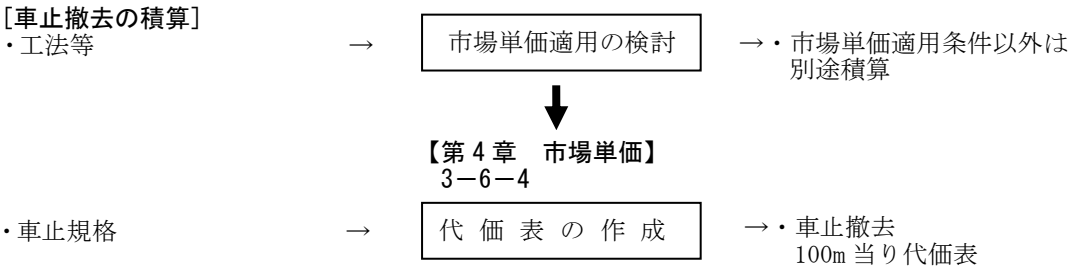 [車止撤去の積算]
・工法等 → 市場単価適用の検討 →・市場単価適用条件以外は
別途積算
【第4章 市場単価】
3－6－4
・車止規格 → 代価表の作成 →・車止撤去
100m当り代価表